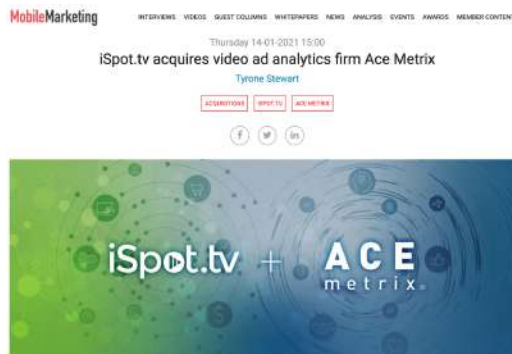 MobileMarketing
INTERVIEWS VIDEOS GUEST COLUMNS WHITEPAPERS NEWS ANALYSIS EVENTS AWARDS MEMBER CONTENT
Thursday 14-01-2021 15:00
iSpot.tv acquires video ad analytics firm Ace Metrix
Tyrone Stewart
ACQUISITIONS ISPOT.TV ACE METRIX
f in
iSpot.tv + ACE
metrix®